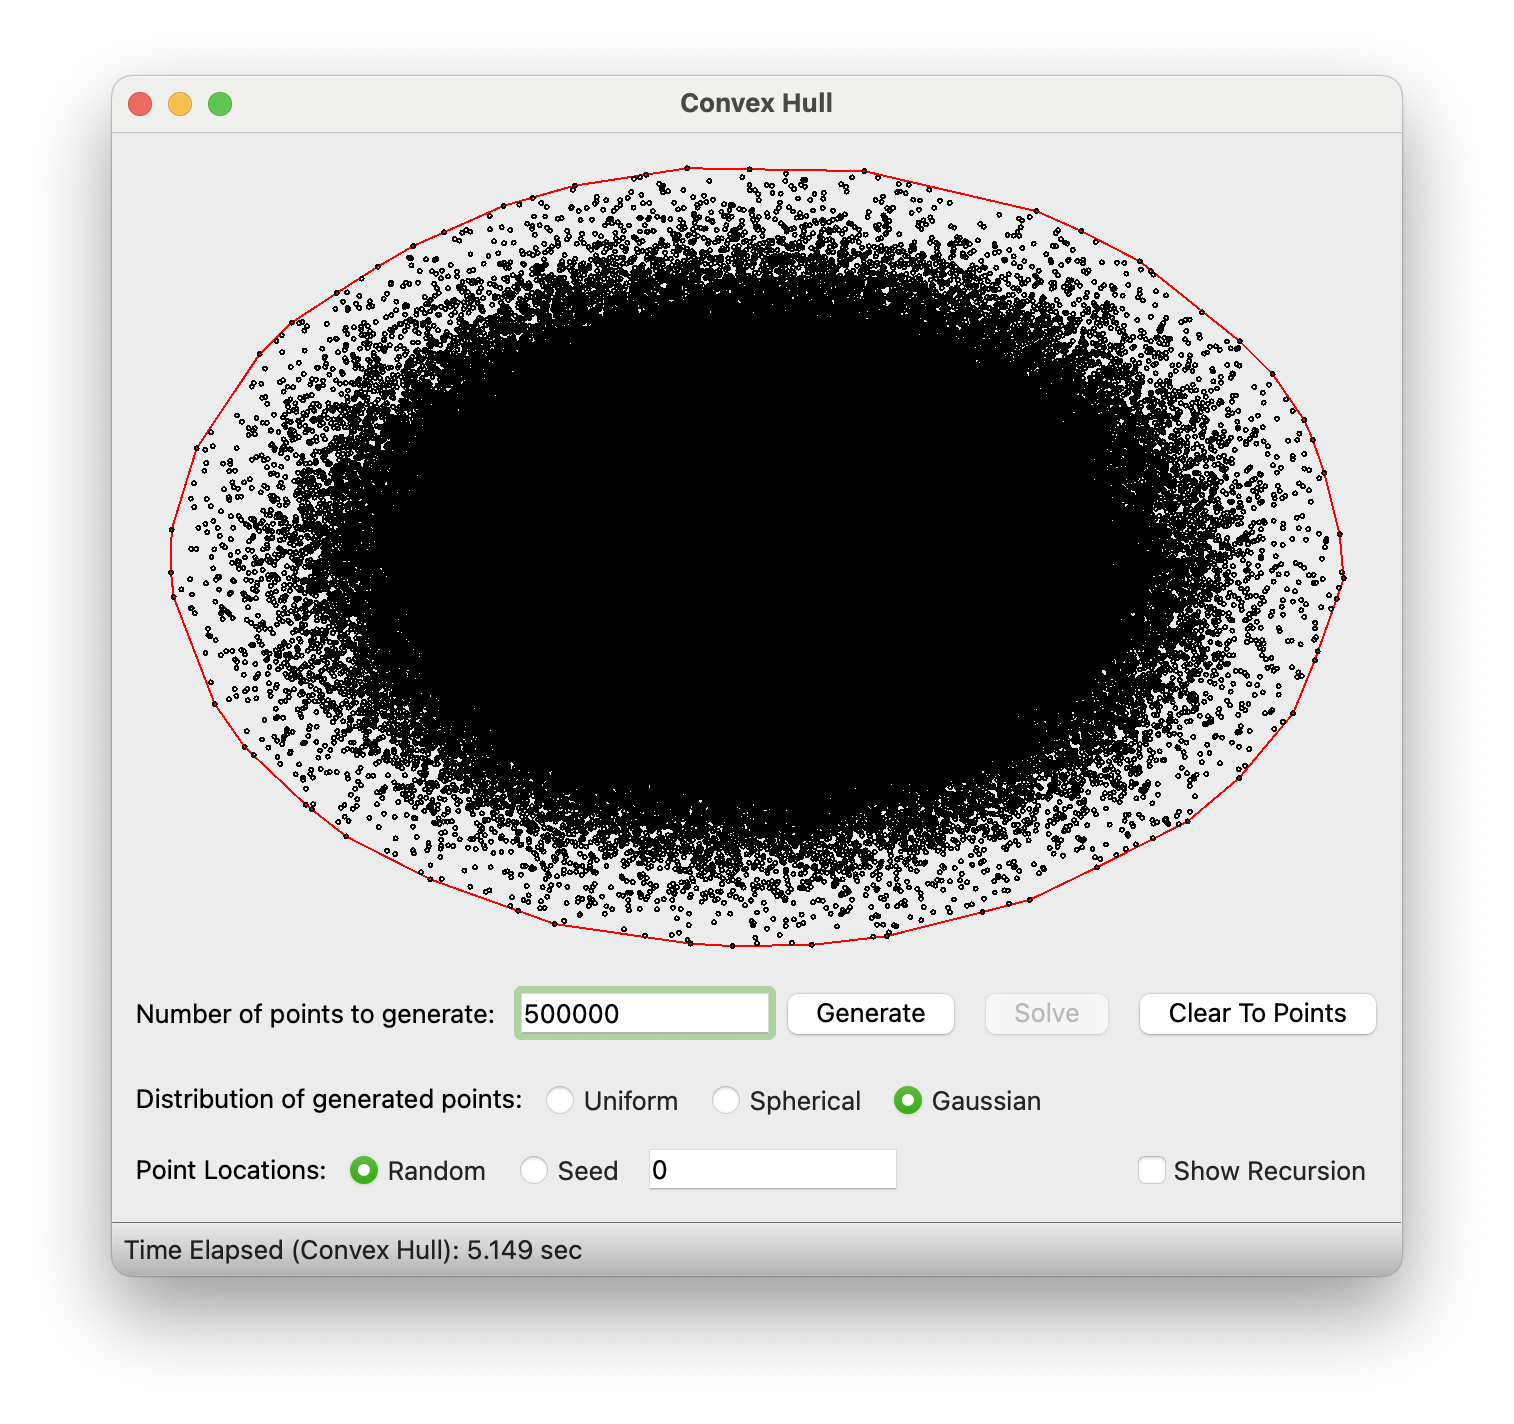 Convex Hull
Number of points to generate: 500000 Generate Solve Clear To Points
Distribution of generated points: Uniform Spherical Gaussian
Point Locations: Random Seed 0 Show Recursion
Time Elapsed (Convex Hull): 5.149 sec